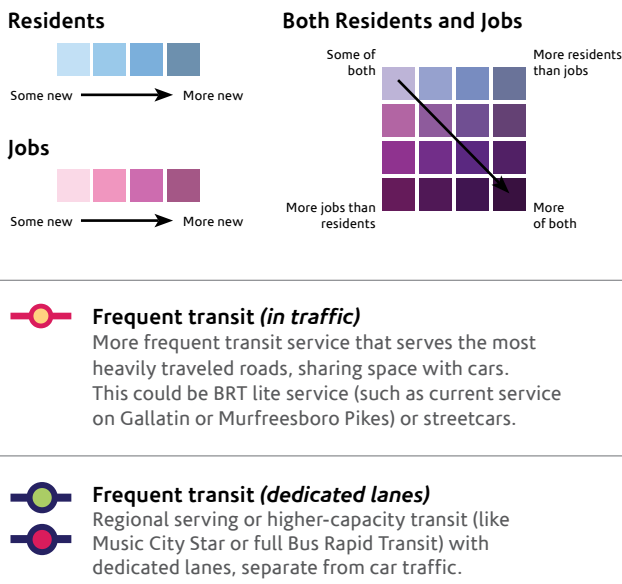 Residents
Some new
More new
Jobs
Some new
More new
Both Residents and Jobs
Some of
both
More residents
than jobs
More jobs than
residents
More
of both
Frequent transit (in traffic)
More frequent transit service that serves the most
heavily traveled roads, sharing space with cars.
This could be BRT lite service (such as current service
on Gallatin or Murfreesboro Pikes) or streetcars.
Frequent transit (dedicated lanes)
Regional serving or higher-capacity transit (like
Music City Star or full Bus Rapid Transit) with
dedicated lanes, separate from car traffic.